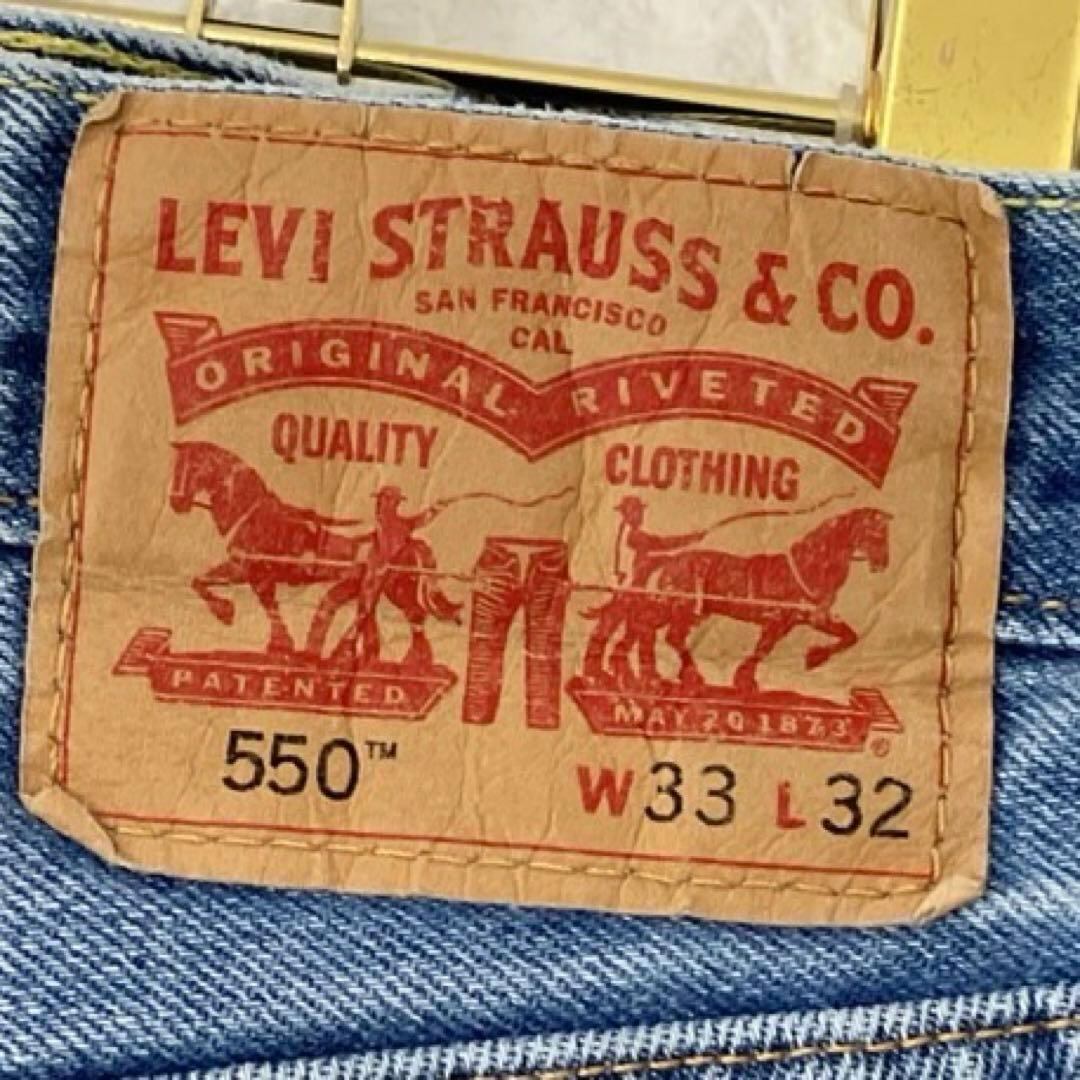 LEVI STRAUSS & CO.
SAN FRANCISCO
CAL
ORIGINAL RIVETED
QUALITY CLOTHING
PATENTED MAY 20 1873 ®
550™ W33 L32